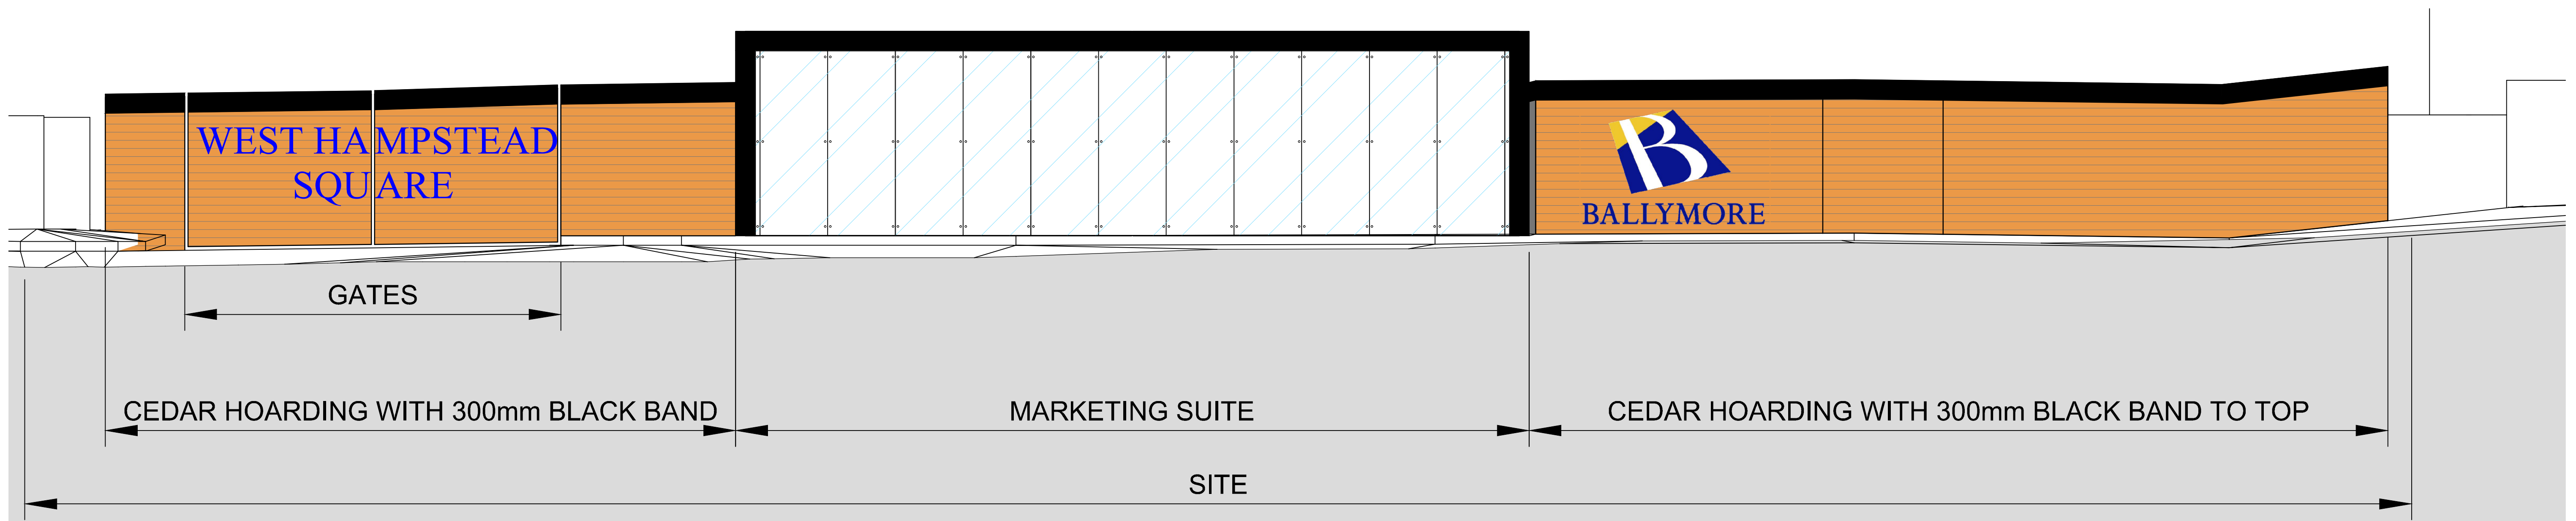 WEST HAMPSTEAD
SQUARE
B
BALLYMORE
GATES
CEDAR HOARDING WITH 300mm BLACK BAND
MARKETING SUITE
CEDAR HOARDING WITH 300mm BLACK BAND TO TOP
SITE